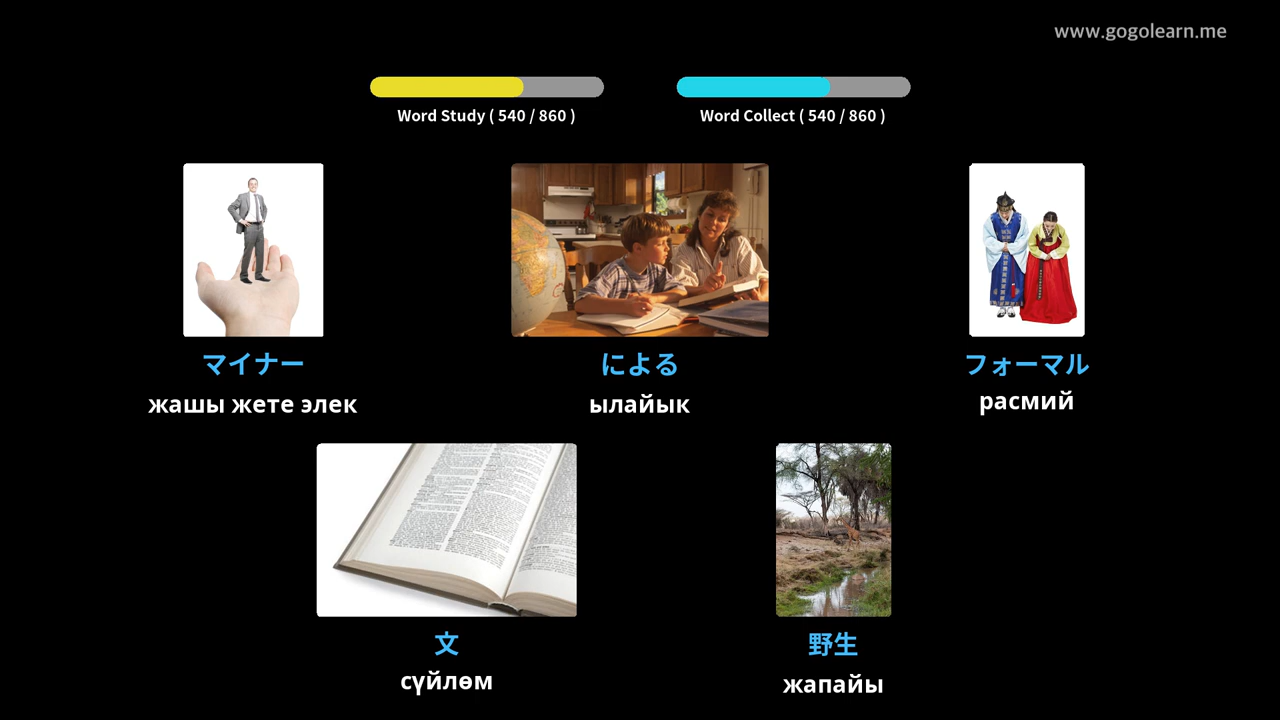 www.gogolearn.me
Word Study ( 540 / 860 )
Word Collect ( 540 / 860 )
マイナー
жашы жете элек
による
ылайык
フォーマル
расмий
文
сүйлөм
野生
жапайы